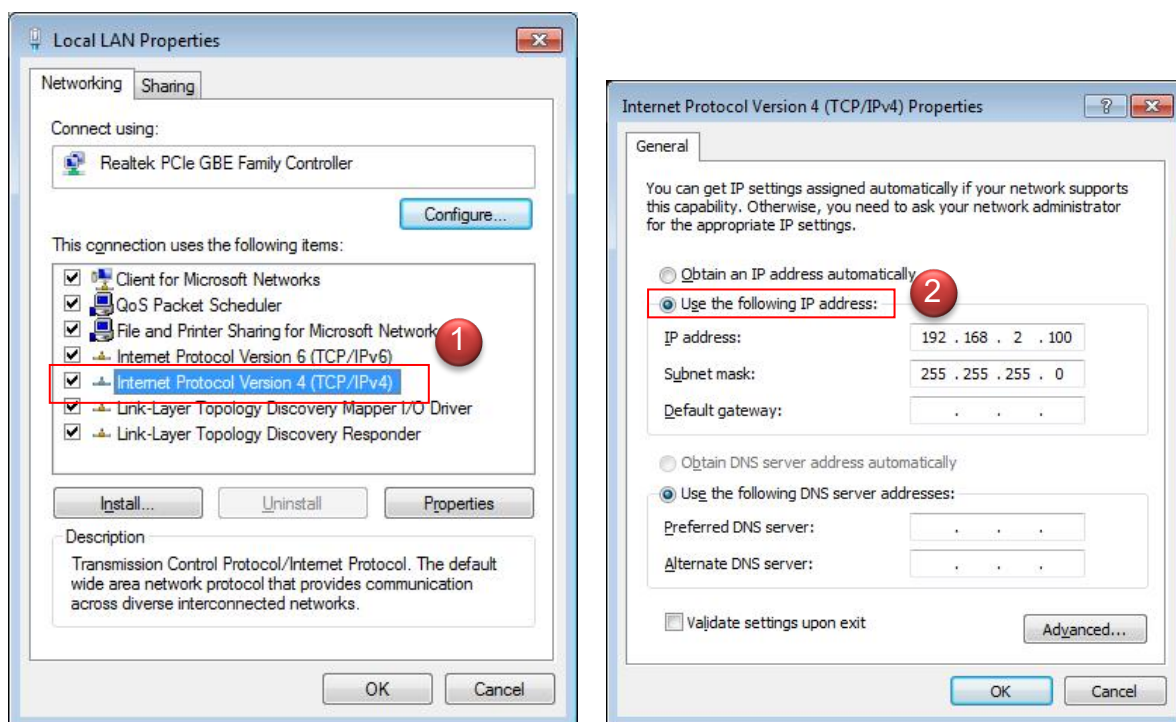 Local LAN Properties
Networking
Sharing
Connect using:
Realtek PCIe GBE Family Controller
Configure...
This connection uses the following items:
Client for Microsoft Networks
QoS Packet Scheduler
File and Printer Sharing for Microsoft Network
Internet Protocol Version 6 (TCP/IPv6)
1
Internet Protocol Version 4 (TCP/IPv4)
Link-Layer Topology Discovery Mapper I/O Driver
Link-Layer Topology Discovery Responder
Install...
Uninstall
Properties
Description
Transmission Control Protocol/Internet Protocol. The default
wide area network protocol that provides communication
across diverse interconnected networks.
OK
Cancel
Internet Protocol Version 4 (TCP/IPv4) Properties
?
General
You can get IP settings assigned automatically if your network supports
this capability. Otherwise, you need to ask your network administrator
for the appropriate IP settings.
Obtain an IP address automatically
Use the following IP address:
2
IP address:
192 . 168 . 2 . 100
Subnet mask:
255 . 255 . 255 . 0
Default gateway:
. . .
Obtain DNS server address automatically
Use the following DNS server addresses:
Preferred DNS server:
. . .
Alternate DNS server:
. . .
Validate settings upon exit
Advanced...
OK
Cancel